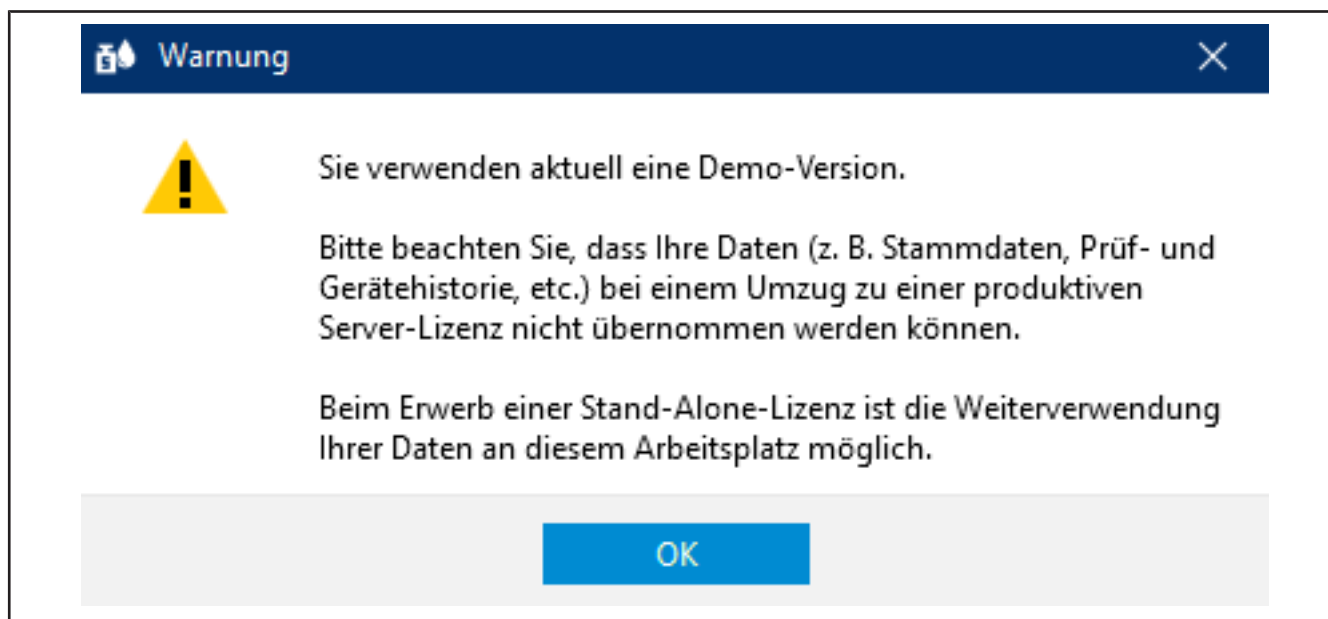 Warnung
Sie verwenden aktuell eine Demo-Version.
Bitte beachten Sie, dass Ihre Daten (z. B. Stammdaten, Prüf- und
Gerätehistorie, etc.) bei einem Umzug zu einer produktiven
Server-Lizenz nicht übernommen werden können.
Beim Erwerb einer Stand-Alone-Lizenz ist die Weiterverwendung
Ihrer Daten an diesem Arbeitsplatz möglich.
OK